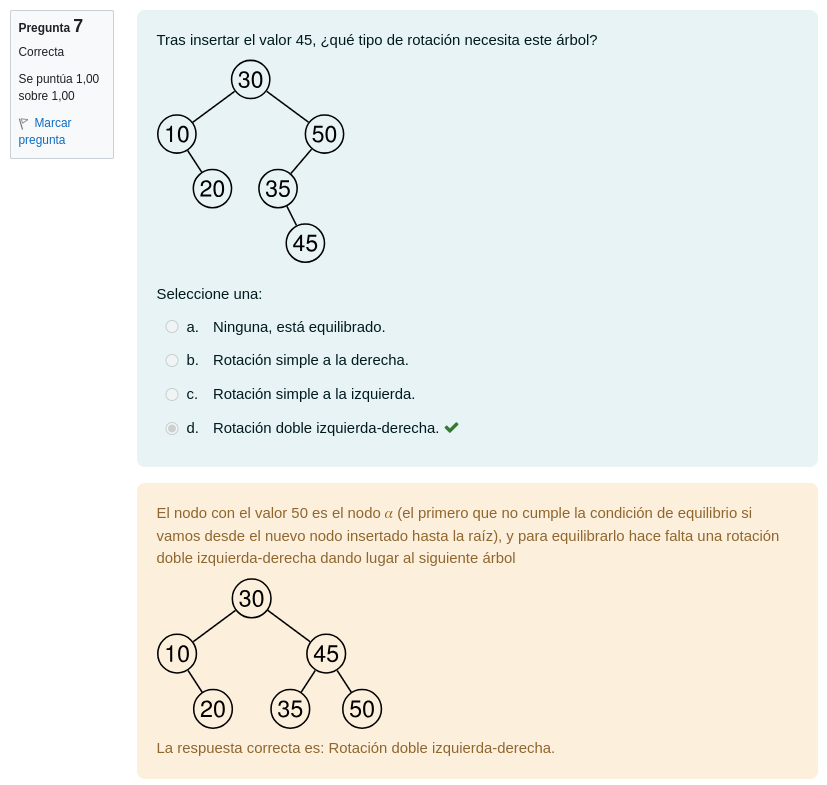 Pregunta 7
Correcta
Se puntúa 1,00
sobre 1,00
Marcar
pregunta
Tras insertar el valor 45, ¿qué tipo de rotación necesita este árbol?
30
10
50
20
35
45
Seleccione una:
a. Ninguna, está equilibrado.
b. Rotación simple a la derecha.
c. Rotación simple a la izquierda.
d. Rotación doble izquierda-derecha.
El nodo con el valor 50 es el nodo α (el primero que no cumple la condición de equilibrio si
vamos desde el nuevo nodo insertado hasta la raíz), y para equilibrarlo hace falta una rotación
doble izquierda-derecha dando lugar al siguiente árbol
30
10
45
20
35
50
La respuesta correcta es: Rotación doble izquierda-derecha.